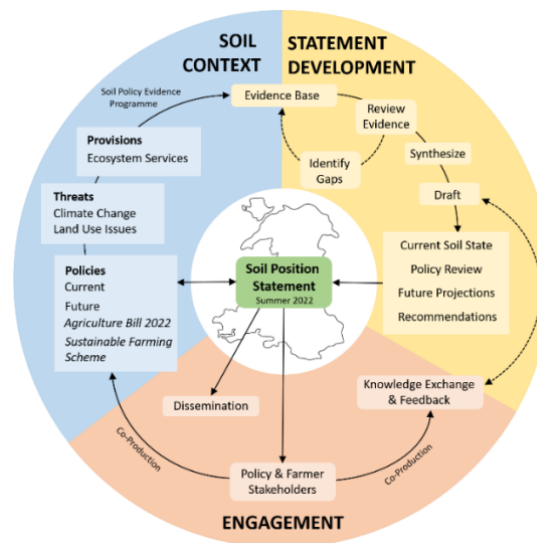 SOIL
CONTEXT
STATEMENT
DEVELOPMENT
Soil Policy Evidence
Programme
Evidence Base
Review
Evidence
Identify
Gaps
Synthesize
Draft
Provisions
Ecosystem Services
Threats
Climate Change
Land Use Issues
Policies
Current
Future
Agriculture Bill 2022
Sustainable Farming
Scheme
Soil Position
Statement
Summer 2022
Current Soil State
Policy Review
Future Projections
Recommendations
Knowledge Exchange
& Feedback
Dissemination
Co-Production
Policy & Farmer
Stakeholders
Co-Production
ENGAGEMENT